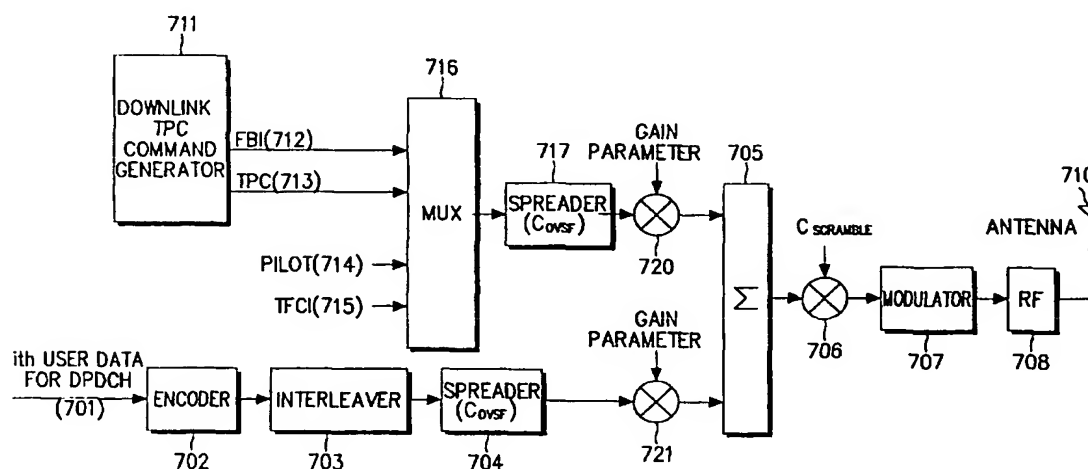 711
DOWNLINK
TPC
COMMAND
GENERATOR
FBI(712)
TPC(713)
PILOT(714)
TFCI(715)
716
MUX
717
SPREADER
(COVSF)
GAIN
PARAMETER
720
705
Σ
CSCRAMBLE
706
MODULATOR
707
RF
708
710
ANTENNA
ith USER DATA
FOR DPDCH
(701)
ENCODER
702
INTERLEAVER
703
SPREADER
(COVSF)
704
GAIN
PARAMETER
721